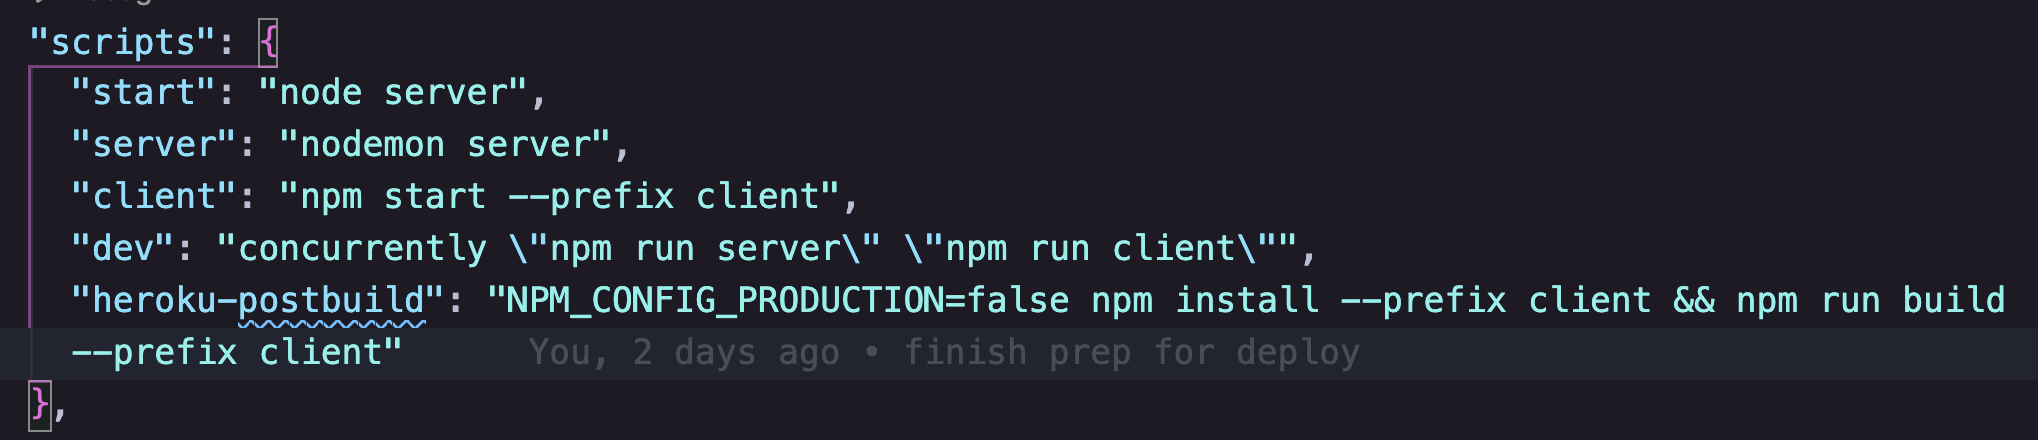 "scripts": {
"start": "node server",
"server": "nodemon server",
"client": "npm start --prefix client",
"dev": "concurrently \"npm run server\" \"npm run client\"",
"heroku-postbuild": "NPM_CONFIG_PRODUCTION=false npm install --prefix client && npm run build
--prefix client" You, 2 days ago • finish prep for deploy
},